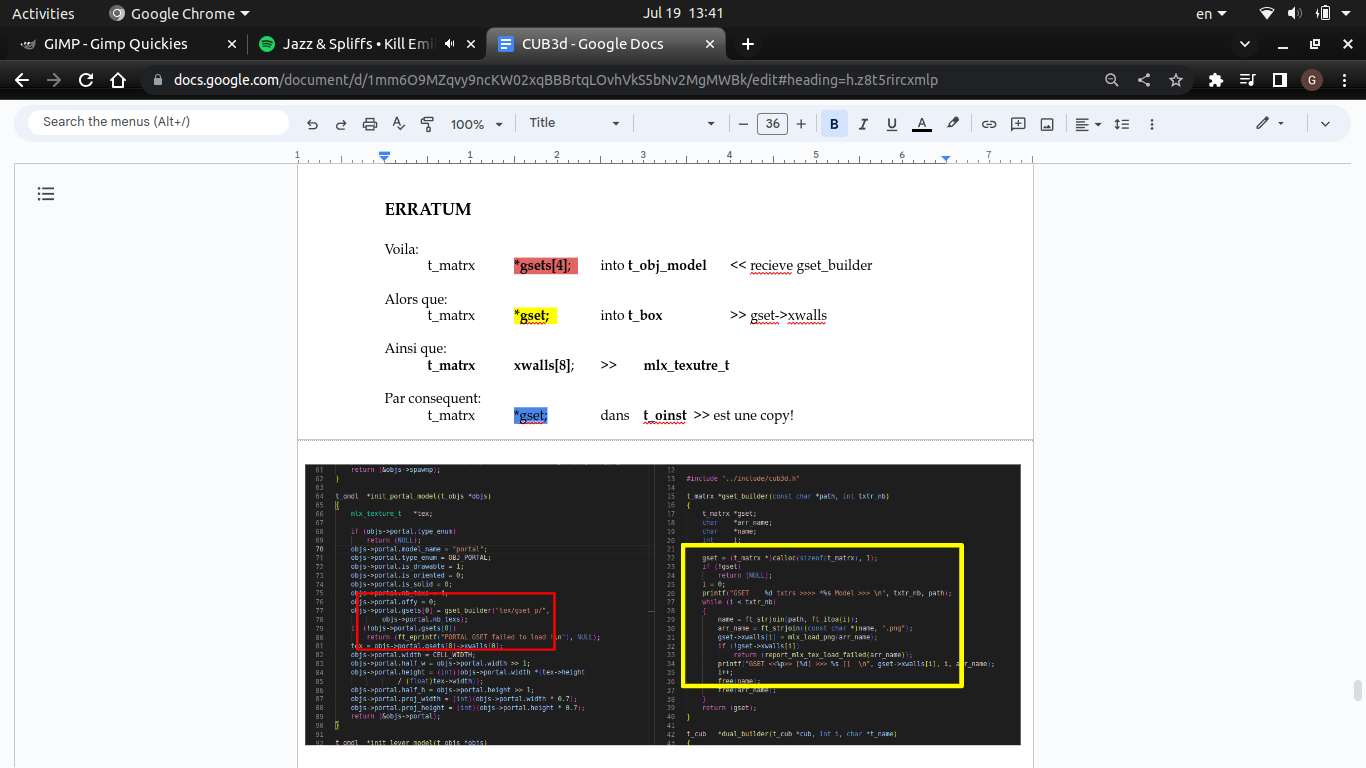 Activities Google Chrome Jul 19 13:41 en
GIMP - Gimp Quickies Jazz & Spliffs • Kill Emi CUB3d - Google Docs
docs.google.com/document/d/1mm6O9MZqvy9ncKW02xqBBBrtqLOvhVkS5bNv2MgMWBk/edit#heading=h.z8t5rircxmlp G
Search the menus (Alt+/) 100% Title 36 B I U A
1 1 2 3 4 5 6 7
ERRATUM
Voila:
t_matrx *gsets[4]; into t_obj_model << recieve gset_builder
Alors que:
t_matrx *gset; into t_box >> gset->xwalls
Ainsi que:
t_matrx xwalls[8]; >> mlx_texutre_t
Par consequent:
t_matrx *gset; dans t_oinst >> est une copy!
61 return (&objs->spawnp);
62 }
63
64 t_omdl *init_portal_model(t_objs *objs)
65 {
66 mlx_texture_t *tex;
67
68 if (objs->portal.type_enum)
69 return (NULL);
70 objs->portal.model_name = "portal";
71 objs->portal.type_enum = OBJ_PORTAL;
72 objs->portal.is_drawable = 1;
73 objs->portal.is_oriented = 0;
74 objs->portal.is_solid = 0;
75
76 objs->portal.offy = 0;
77 objs->portal.gsets[0] = gset_builder("tex/gset_p/",
78 objs->portal.nb_texs);
79 if (!objs->portal.gsets[0])
80 return (ft_eprintf("PORTAL GSET failed to load !\n"), NULL);
81 tex = objs->portal.gsets[0]->xwalls[0];
82 objs->portal.width = CELL_WIDTH;
83 objs->portal.half_w = objs->portal.width >> 1;
84 objs->portal.height = (int)(objs->portal.width * (tex->height
85 / (float)tex->width));
86 objs->portal.half_h = objs->portal.height >> 1;
87 objs->portal.proj_width = (int)(objs->portal.width * 0.7);
88 objs->portal.proj_height = (int)(objs->portal.height * 0.7);
89 return (&objs->portal);
90 }
91
92 t_omdl *init_lever_model(t_objs *objs)
12
13 #include "../include/cub3d.h"
14
15 t_matrx *gset_builder(const char *path, int txtr_nb)
16 {
17 t_matrx *gset;
18 char *arr_name;
19 char *name;
20 int i;
21
22 gset = (t_matrx *)calloc(sizeof(t_matrx), 1);
23 if (!gset)
24 return (NULL);
25 i = 0;
26 printf("GSET %d txtrs >>>> *%s Model >>> \n", txtr_nb, path);
27 while (i < txtr_nb)
28 {
29 name = ft_strjoin(path, ft_itoa(i));
30 arr_name = ft_strjoin((const char *)name, ".png");
31 gset->xwalls[i] = mlx_load_png(arr_name);
32 if (!gset->xwalls[i])
33 return (report_mlx_tex_load_failed(arr_name));
34 printf("GSET <<%p>> [%d] >>> %s [] \n", gset->xwalls[i], i, arr_name);
35 i++;
36 free(name);
37 free(arr_name);
38 }
39 return (gset);
40 }
41
42 t_cub *dual_builder(t_cub *cub, int i, char *t_name)
43 {